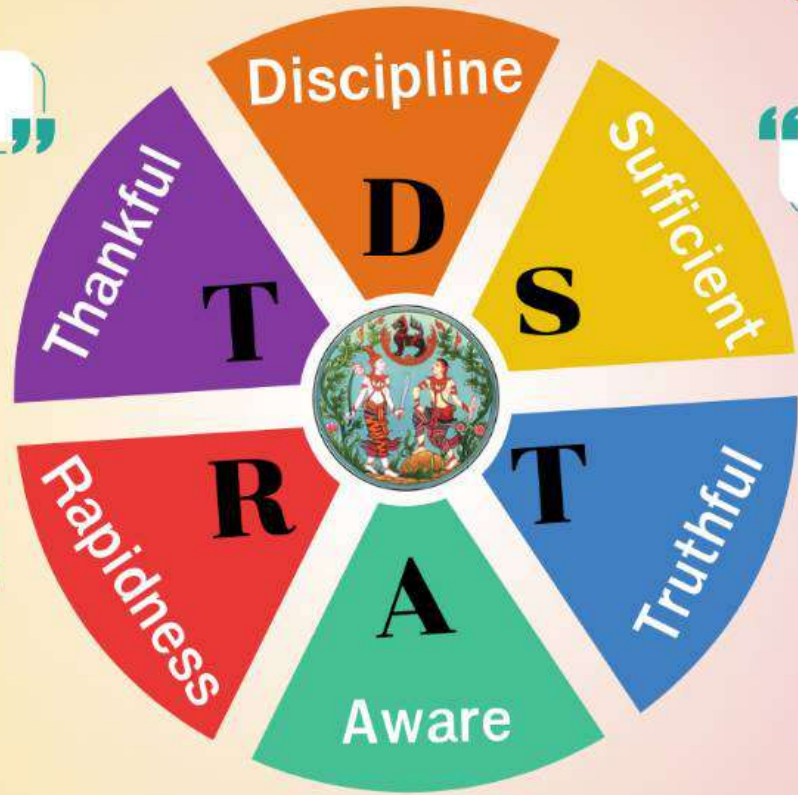 Discipline
D
Sufficient
S
Truthful
T
Aware
A
Rapidness
R
Thankful
T